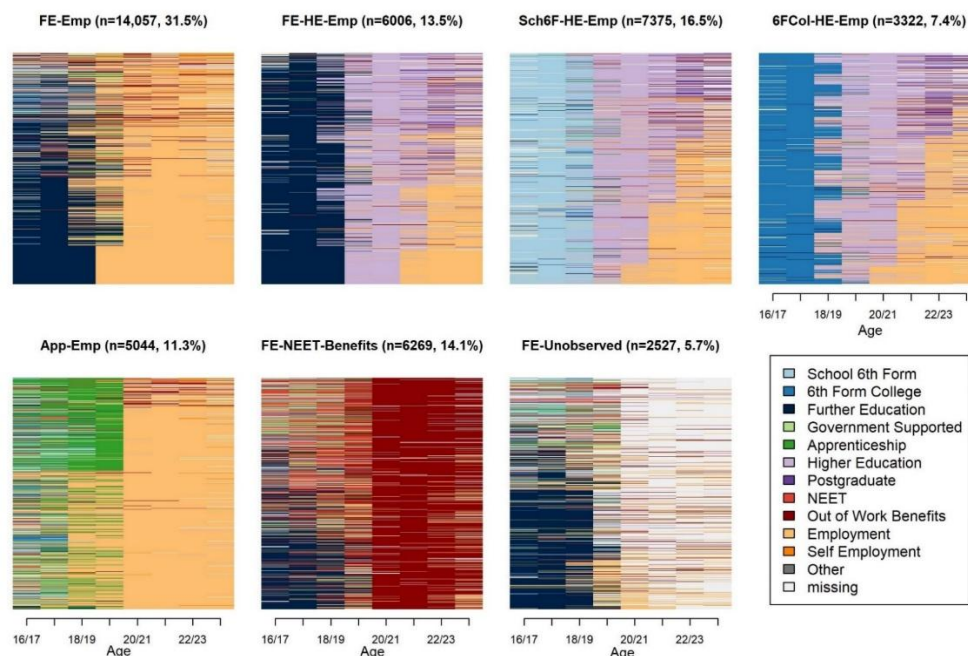 FE-Emp (n=14,057, 31.5%)
FE-HE-Emp (n=6006, 13.5%)
Sch6F-HE-Emp (n=7375, 16.5%)
6FCol-HE-Emp (n=3322, 7.4%)
16/17 18/19 20/21 22/23
Age
App-Emp (n=5044, 11.3%)
FE-NEET-Benefits (n=6269, 14.1%)
FE-Unobserved (n=2527, 5.7%)
School 6th Form
6th Form College
Further Education
Government Supported
Apprenticeship
Higher Education
Postgraduate
NEET
Out of Work Benefits
Employment
Self Employment
Other
missing
16/17 18/19 20/21 22/23
Age
16/17 18/19 20/21 22/23
Age
16/17 18/19 20/21 22/23
Age